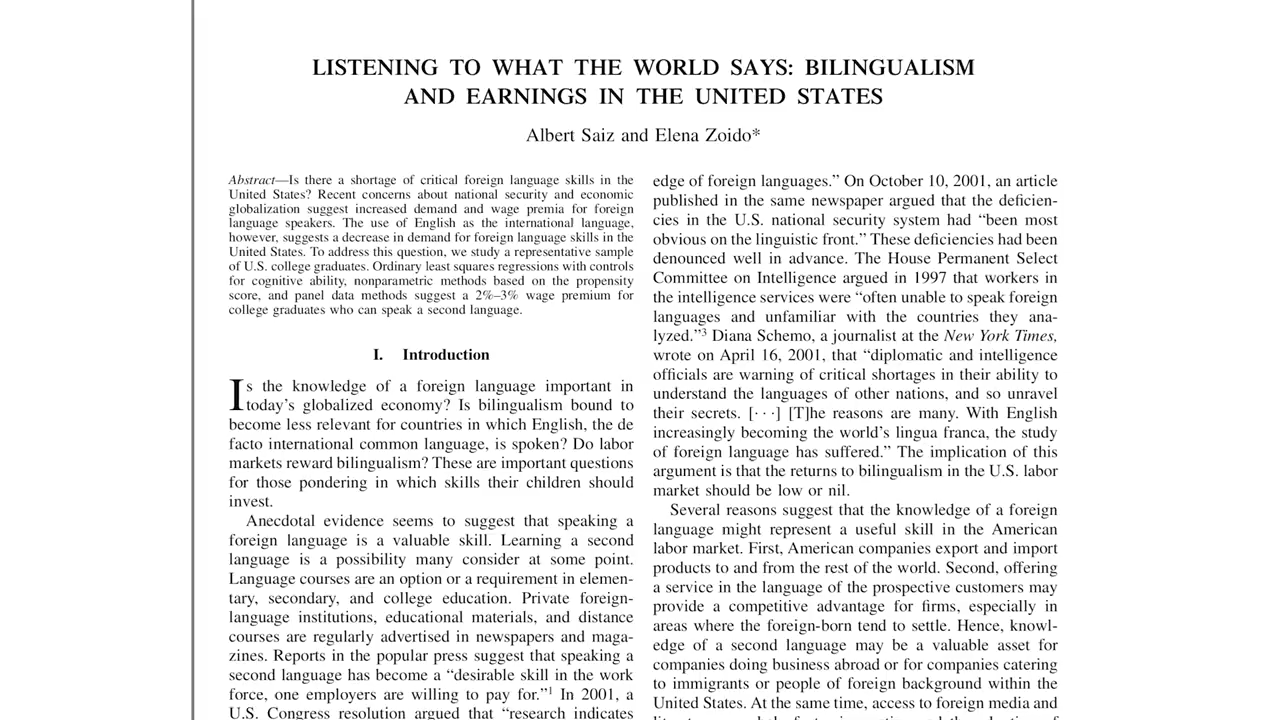 LISTENING TO WHAT THE WORLD SAYS: BILINGUALISM
AND EARNINGS IN THE UNITED STATES
Albert Saiz and Elena Zoido*
Abstract—Is there a shortage of critical foreign language skills in the
United States? Recent concerns about national security and economic
globalization suggest increased demand and wage premia for foreign
language speakers. The use of English as the international language,
however, suggests a decrease in demand for foreign language skills in the
United States. To address this question, we study a representative sample
of U.S. college graduates. Ordinary least squares regressions with controls
for cognitive ability, nonparametric methods based on the propensity
score, and panel data methods suggest a 2%–3% wage premium for
college graduates who can speak a second language.
I. Introduction
Is the knowledge of a foreign language important in
today's globalized economy? Is bilingualism bound to
become less relevant for countries in which English, the de
facto international common language, is spoken? Do labor
markets reward bilingualism? These are important questions
for those pondering in which skills their children should
invest.
Anecdotal evidence seems to suggest that speaking a
foreign language is a valuable skill. Learning a second
language is a possibility many consider at some point.
Language courses are an option or a requirement in elemen-
tary, secondary, and college education. Private foreign-
language institutions, educational materials, and distance
courses are regularly advertised in newspapers and maga-
zines. Reports in the popular press suggest that speaking a
second language has become a “desirable skill in the work
force, one employers are willing to pay for.”1 In 2001, a
U.S. Congress resolution argued that “research indicates
edge of foreign languages.” On October 10, 2001, an article
published in the same newspaper argued that the deficien-
cies in the U.S. national security system had “been most
obvious on the linguistic front.” These deficiencies had been
denounced well in advance. The House Permanent Select
Committee on Intelligence argued in 1997 that workers in
the intelligence services were “often unable to speak foreign
languages and unfamiliar with the countries they ana-
lyzed.”3 Diana Schemo, a journalist at the New York Times,
wrote on April 16, 2001, that “diplomatic and intelligence
officials are warning of critical shortages in their ability to
understand the languages of other nations, and so unravel
their secrets. [· · ·] [T]he reasons are many. With English
increasingly becoming the world's lingua franca, the study
of foreign language has suffered.” The implication of this
argument is that the returns to bilingualism in the U.S. labor
market should be low or nil.
Several reasons suggest that the knowledge of a foreign
language might represent a useful skill in the American
labor market. First, American companies export and import
products to and from the rest of the world. Second, offering
a service in the language of the prospective customers may
provide a competitive advantage for firms, especially in
areas where the foreign-born tend to settle. Hence, knowl-
edge of a second language may be a valuable asset for
companies doing business abroad or for companies catering
to immigrants or people of foreign background within the
United States. At the same time, access to foreign media and